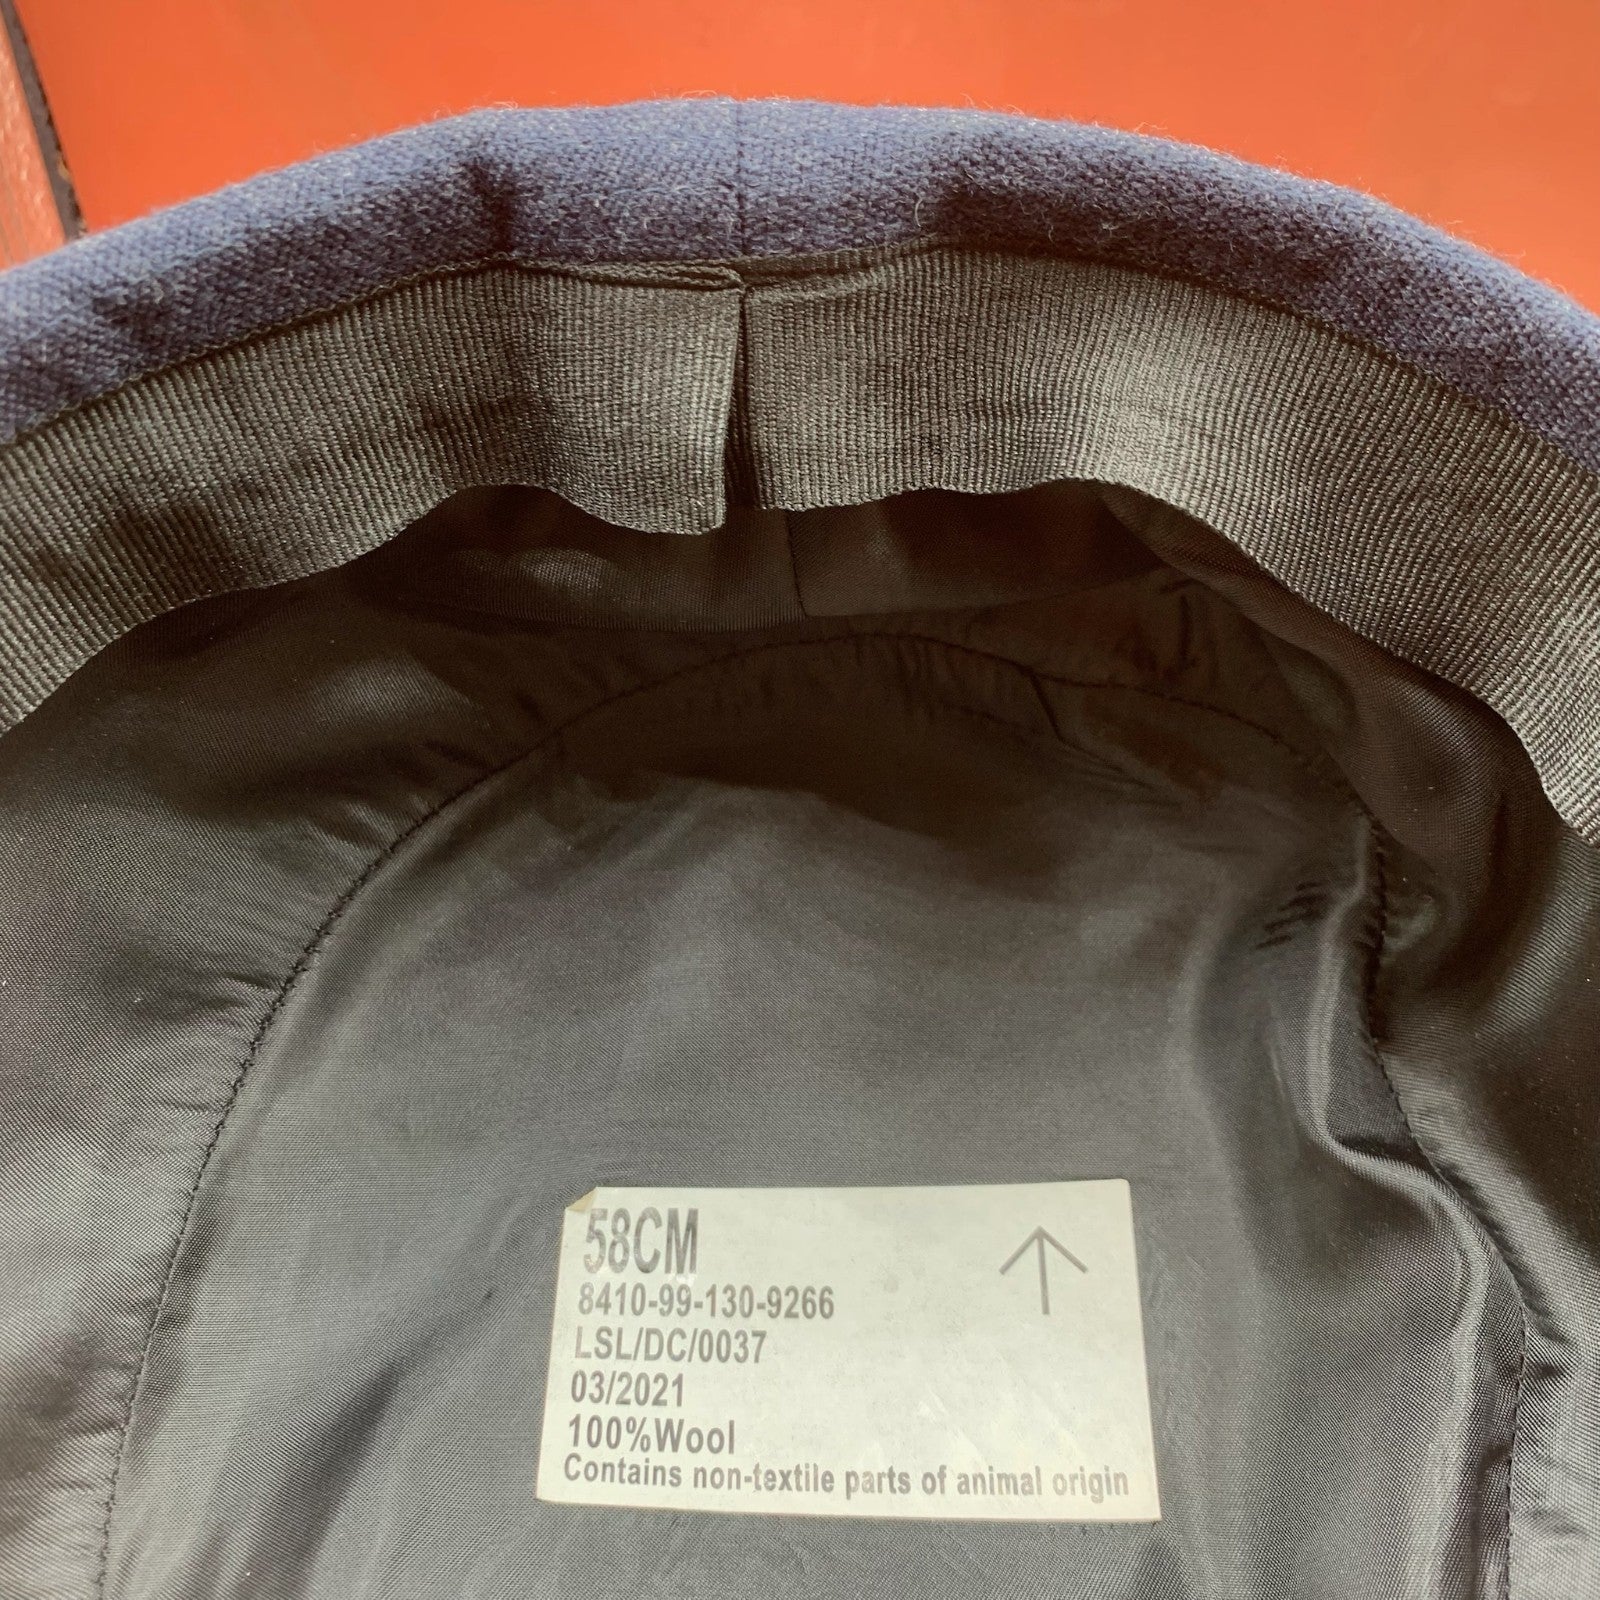 58CM
8410-99-130-9266
LSL/DC/0037
03/2021
100%Wool
Contains non-textile parts of animal origin